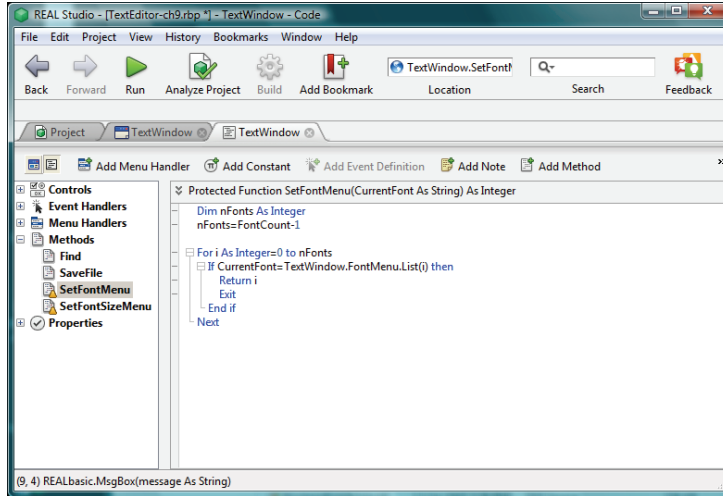 REAL Studio - [TextEditor-ch9.rbp *] - TextWindow - Code
File Edit Project View History Bookmarks Window Help
TextWindow.SetFontM
Back Forward Run Analyze Project Build Add Bookmark Location Search Feedback
Project TextWindow TextWindow
Add Menu Handler Add Constant Add Event Definition Add Note Add Method »
Controls
Event Handlers
Menu Handlers
Methods
Find
SaveFile
SetFontMenu
SetFontSizeMenu
Properties
Protected Function SetFontMenu(CurrentFont As String) As Integer
Dim nFonts As Integer
nFonts=FontCount-1
For i As Integer=0 to nFonts
If CurrentFont=TextWindow.FontMenu.List(i) then
Return i
Exit
End if
Next
(9, 4) REALbasic.MsgBox(message As String)